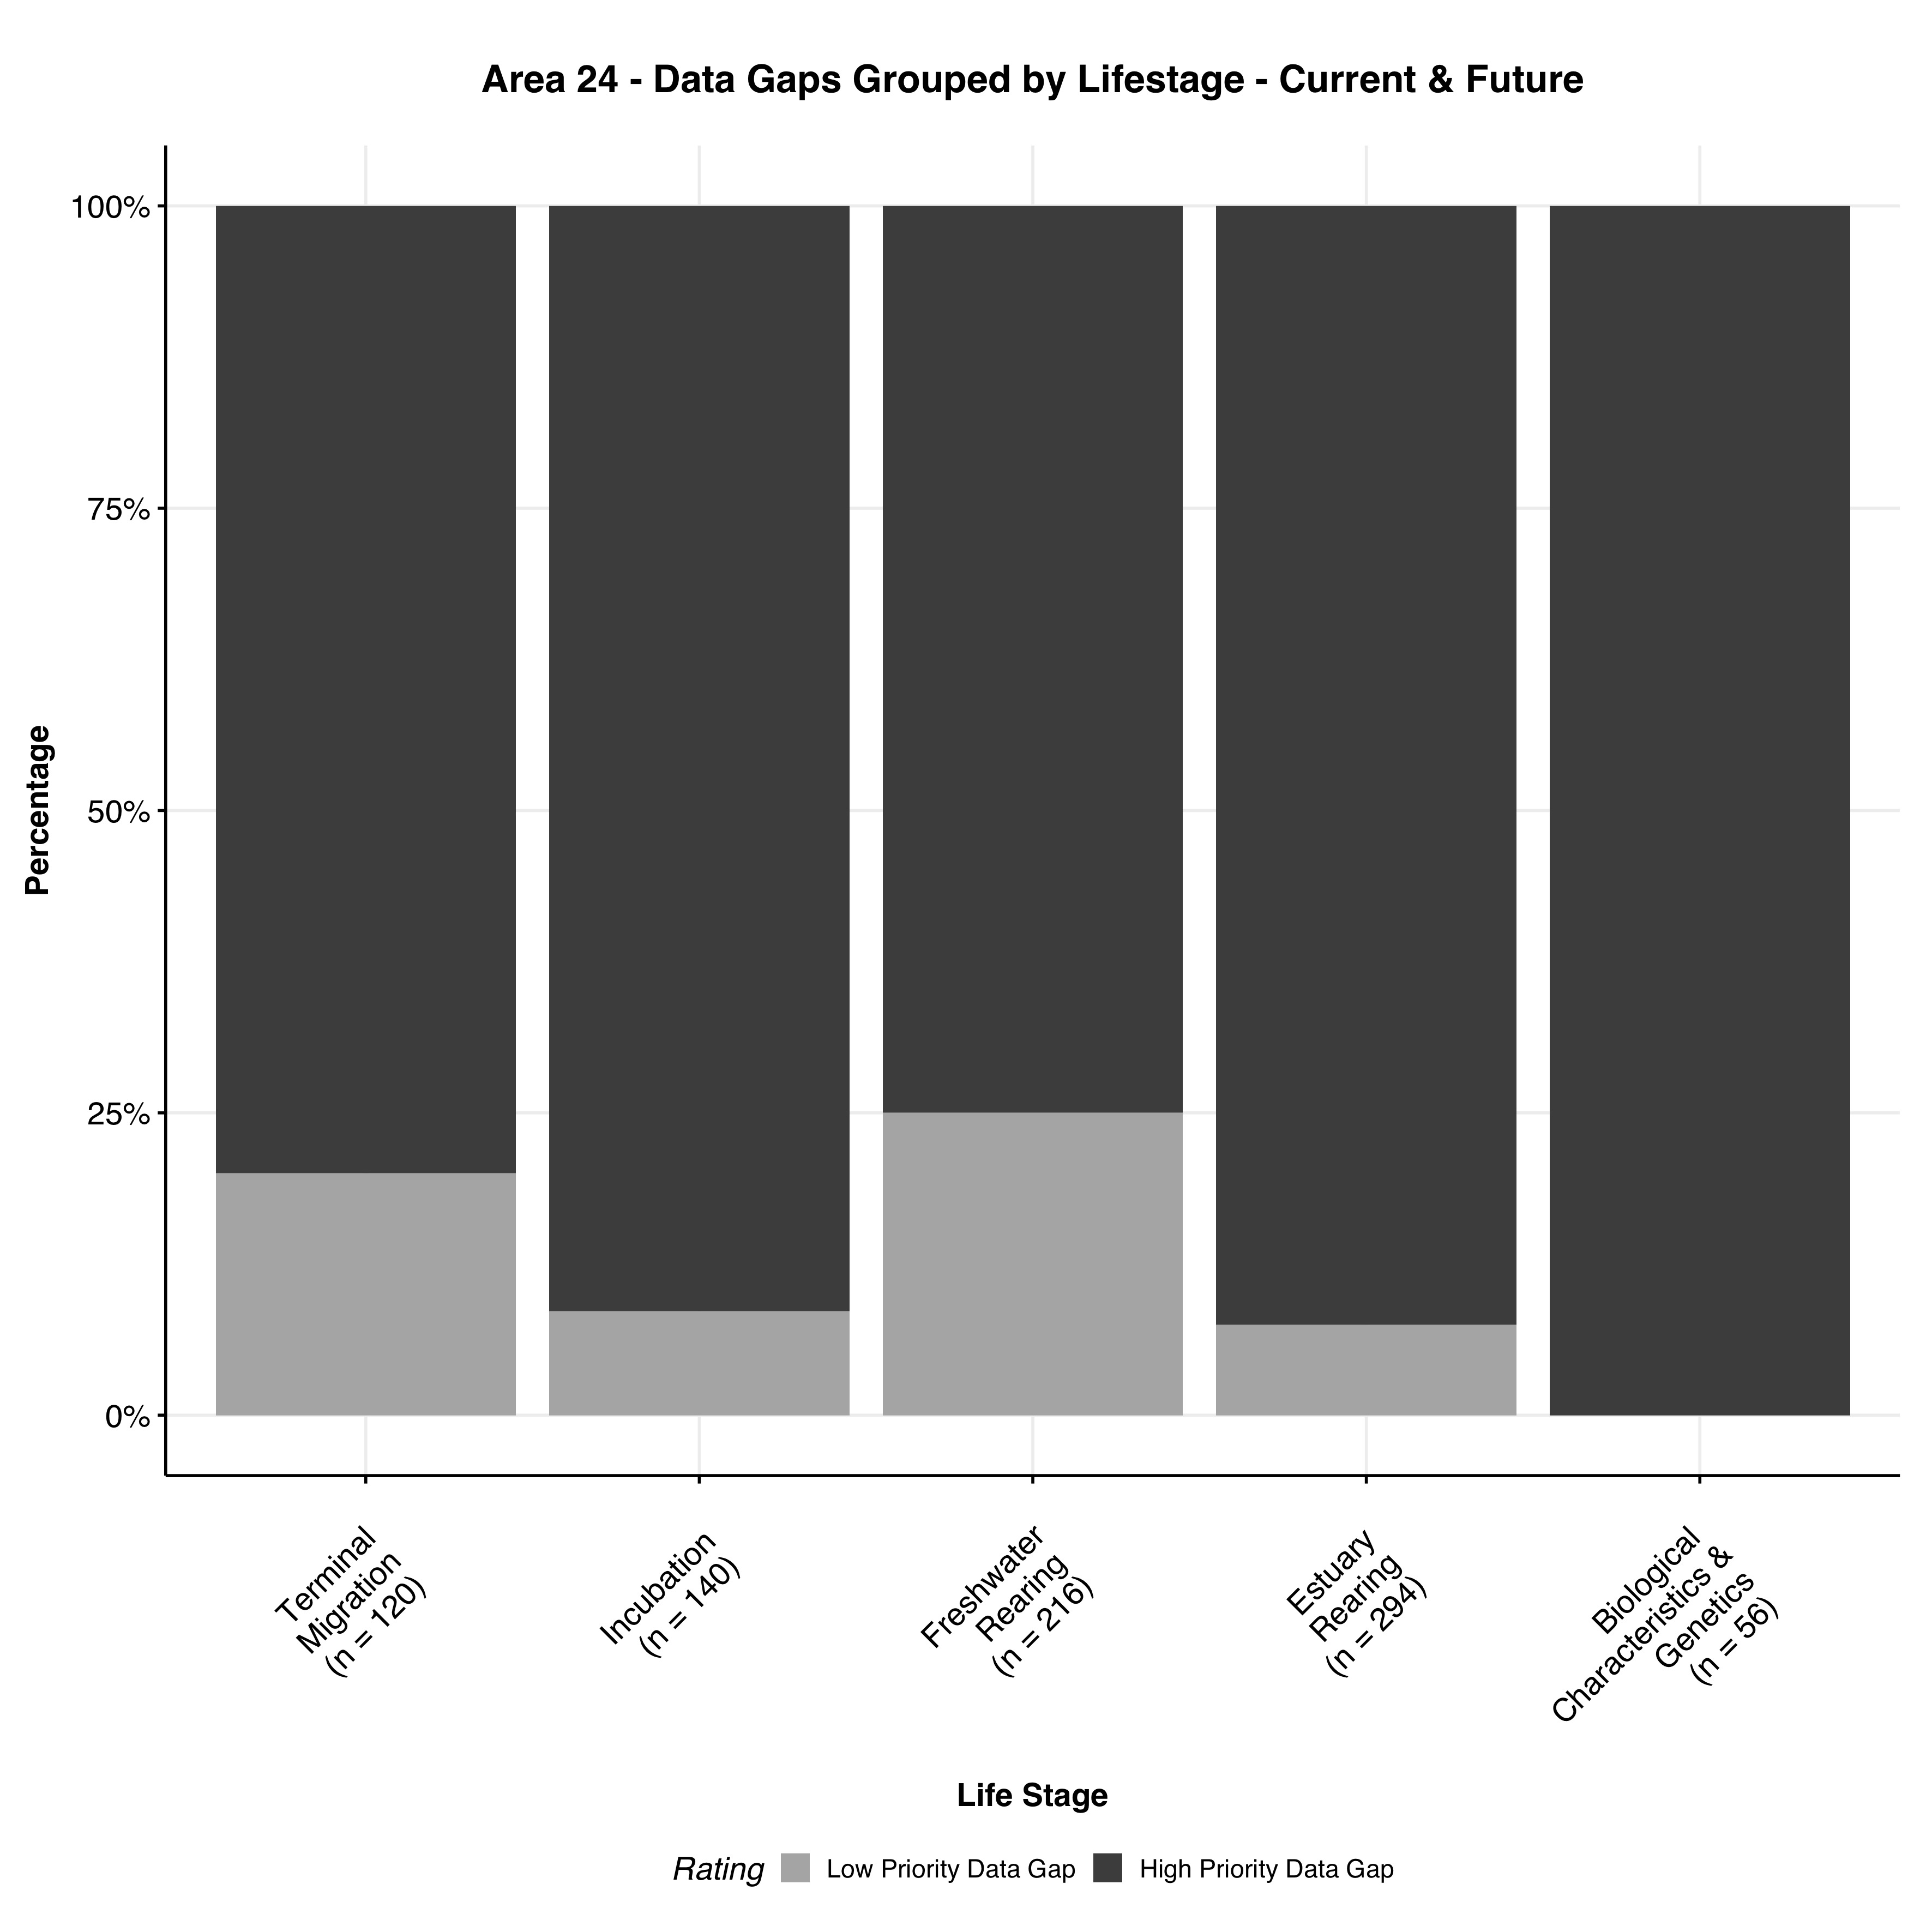 Area 24 - Data Gaps Grouped by Lifestage - Current & Future
Percentage
100%
75%
50%
25%
0%
Terminal
Migration
(n = 120)
Incubation
(n = 140)
Freshwater
Rearing
(n = 216)
Estuary
Rearing
(n = 294)
Biological
Characteristics &
Genetics
(n = 56)
Life Stage
Rating Low Priority Data Gap High Priority Data Gap